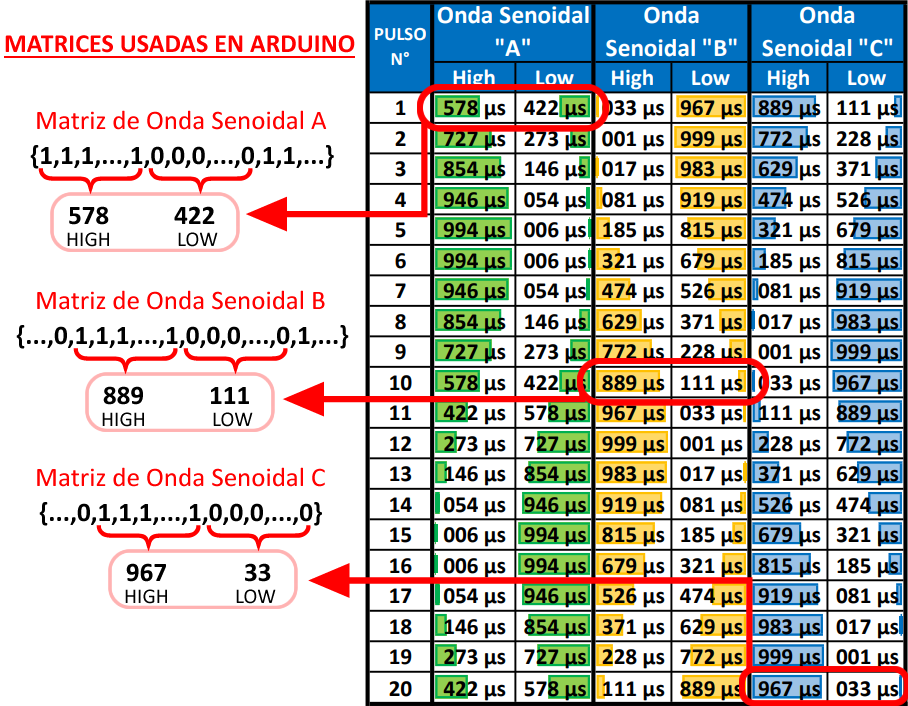 MATRICES USADAS EN ARDUINO
Matriz de Onda Senoidal A
{1,1,1,...,1,0,0,0,...,0,1,1,...}
578 422
HIGH LOW
Matriz de Onda Senoidal B
{...,0,1,1,1,...,1,0,0,0,...,0,1,...}
889 111
HIGH LOW
Matriz de Onda Senoidal C
{...,0,1,1,1,...,1,0,0,0,...,0}
967 33
HIGH LOW
PULSO N° Onda Senoidal "A" Onda Senoidal "B" Onda Senoidal "C"
High Low High Low High Low
1 578 µs 422 µs 033 µs 967 µs 889 µs 111 µs
2 727 µs 273 µs 001 µs 999 µs 772 µs 228 µs
3 854 µs 146 µs 017 µs 983 µs 629 µs 371 µs
4 946 µs 054 µs 081 µs 919 µs 474 µs 526 µs
5 994 µs 006 µs 185 µs 815 µs 321 µs 679 µs
6 994 µs 006 µs 321 µs 679 µs 185 µs 815 µs
7 946 µs 054 µs 474 µs 526 µs 081 µs 919 µs
8 854 µs 146 µs 629 µs 371 µs 017 µs 983 µs
9 727 µs 273 µs 772 µs 228 µs 001 µs 999 µs
10 578 µs 422 µs 889 µs 111 µs 033 µs 967 µs
11 422 µs 578 µs 967 µs 033 µs 111 µs 889 µs
12 273 µs 727 µs 999 µs 001 µs 228 µs 772 µs
13 146 µs 854 µs 983 µs 017 µs 371 µs 629 µs
14 054 µs 946 µs 919 µs 081 µs 526 µs 474 µs
15 006 µs 994 µs 815 µs 185 µs 679 µs 321 µs
16 006 µs 994 µs 679 µs 321 µs 815 µs 185 µs
17 054 µs 946 µs 526 µs 474 µs 919 µs 081 µs
18 146 µs 854 µs 371 µs 629 µs 983 µs 017 µs
19 273 µs 727 µs 228 µs 772 µs 999 µs 001 µs
20 422 µs 578 µs 111 µs 889 µs 967 µs 033 µs